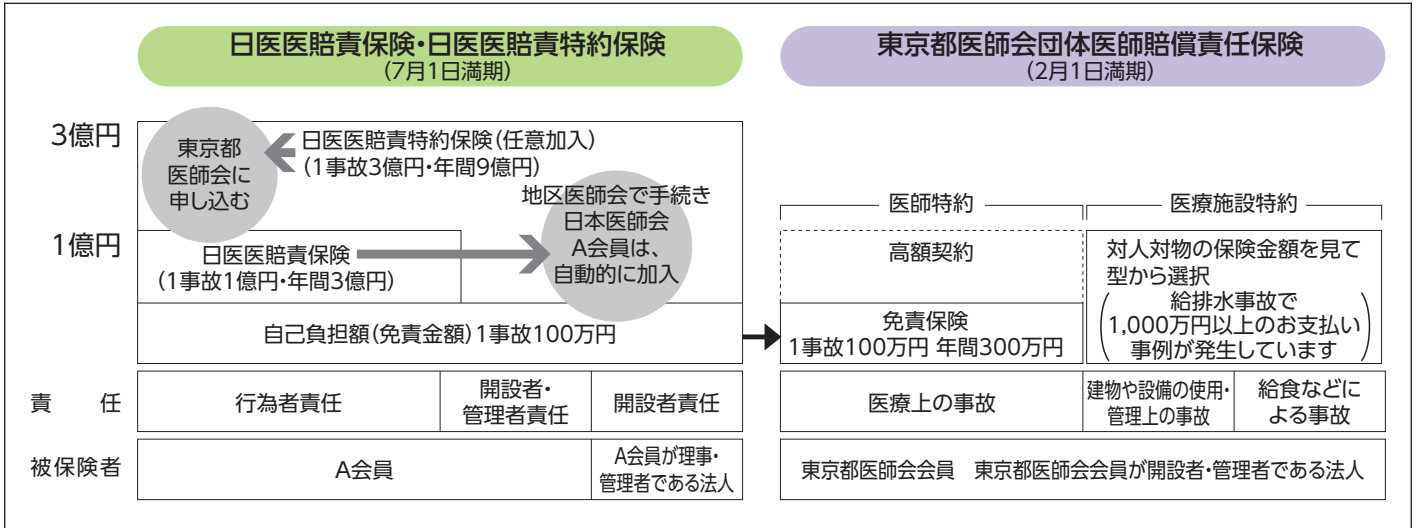 日医医賠責保険・日医医賠責特約保険
(7月1日満期)
東京都医師会団体医師賠償責任保険
(2月1日満期)
3億円
1億円
東京都
医師会に
申し込む
日医医賠責特約保険(任意加入)
(1事故3億円・年間9億円)
地区医師会で手続き
日本医師会
A会員は、
自動的に加入
日医医賠責保険
(1事故1億円・年間3億円)
自己負担額(免責金額)1事故100万円
医師特約
高額契約
免責保険
1事故100万円 年間300万円
医療施設特約
対人対物の保険金額を見て
型から選択
(給排水事故で
1,000万円以上のお支払い
事例が発生しています)
責 任
行為者責任
開設者・
管理者責任
開設者責任
医療上の事故
建物や設備の使用・
管理上の事故
給食などに
よる事故
被保険者
A会員
A会員が理事・
管理者である法人
東京都医師会会員 東京都医師会会員が開設者・管理者である法人